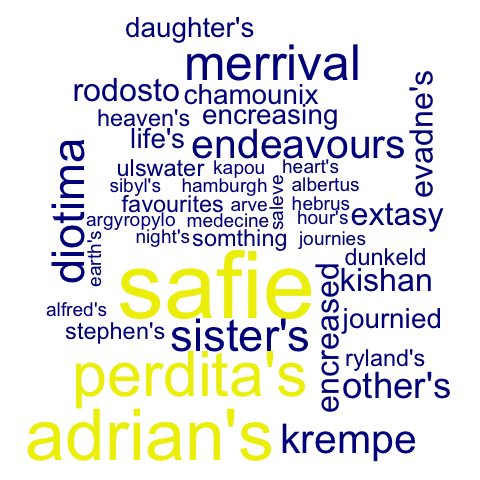 daughter's
merrival
rodosto
chamounix
evadne's
heaven's
encreasing
life's
endeavours
diotima
ulswater
kapou
heart's
sibyl's
hamburgh
saleve
albertus
favourites
arve
hebrus
argyropylo
medecine
hour's
extasy
earth's
night's
somthing
journies
safie
dunkeld
encreased
kishan
alfred's
stephen's
sister's
journied
perdita's
ryland's
other's
adrian's
krempe